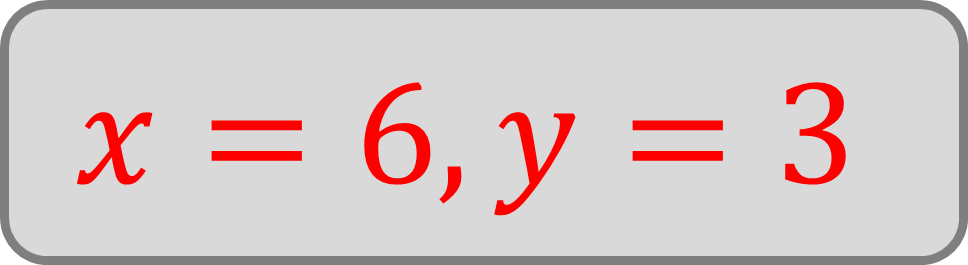 x = 6, y = 3